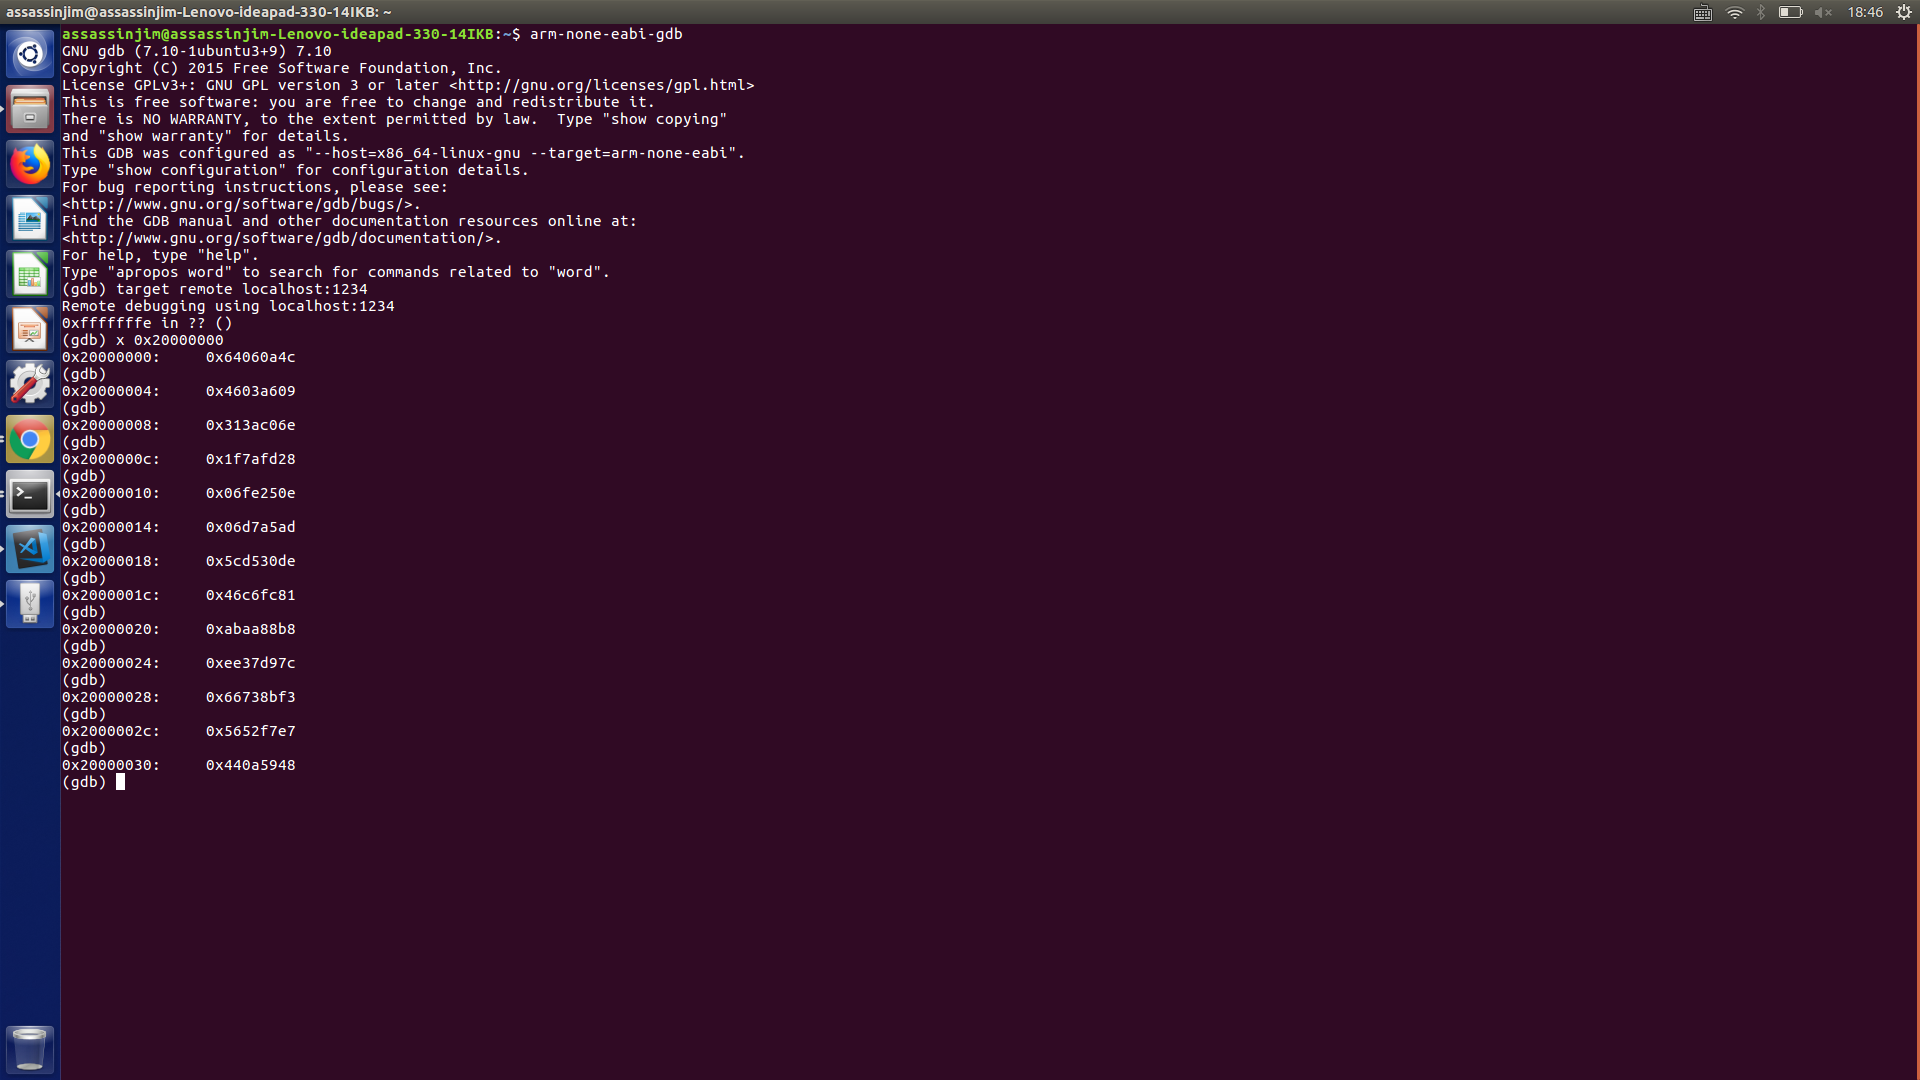 assassinjim@assassinjim-Lenovo-ideapad-330-14IKB: ~
18:46
assassinjim@assassinjim-Lenovo-ideapad-330-14IKB:~$ arm-none-eabi-gdb
GNU gdb (7.10-1ubuntu3+9) 7.10
Copyright (C) 2015 Free Software Foundation, Inc.
License GPLv3+: GNU GPL version 3 or later <http://gnu.org/licenses/gpl.html>
This is free software: you are free to change and redistribute it.
There is NO WARRANTY, to the extent permitted by law.  Type "show copying"
and "show warranty" for details.
This GDB was configured as "--host=x86_64-linux-gnu --target=arm-none-eabi".
Type "show configuration" for configuration details.
For bug reporting instructions, please see:
<http://www.gnu.org/software/gdb/bugs/>.
Find the GDB manual and other documentation resources online at:
<http://www.gnu.org/software/gdb/documentation/>.
For help, type "help".
Type "apropos word" to search for commands related to "word".
(gdb) target remote localhost:1234
Remote debugging using localhost:1234
0xfffffffe in ?? ()
(gdb) x 0x20000000
0x20000000:     0x64060a4c
(gdb)
0x20000004:     0x4603a609
(gdb)
0x20000008:     0x313ac06e
(gdb)
0x2000000c:     0x1f7afd28
(gdb)
0x20000010:     0x06fe250e
(gdb)
0x20000014:     0x06d7a5ad
(gdb)
0x20000018:     0x5cd530de
(gdb)
0x2000001c:     0x46c6fc81
(gdb)
0x20000020:     0xabaa88b8
(gdb)
0x20000024:     0xee37d97c
(gdb)
0x20000028:     0x66738bf3
(gdb)
0x2000002c:     0x5652f7e7
(gdb)
0x20000030:     0x440a5948
(gdb)